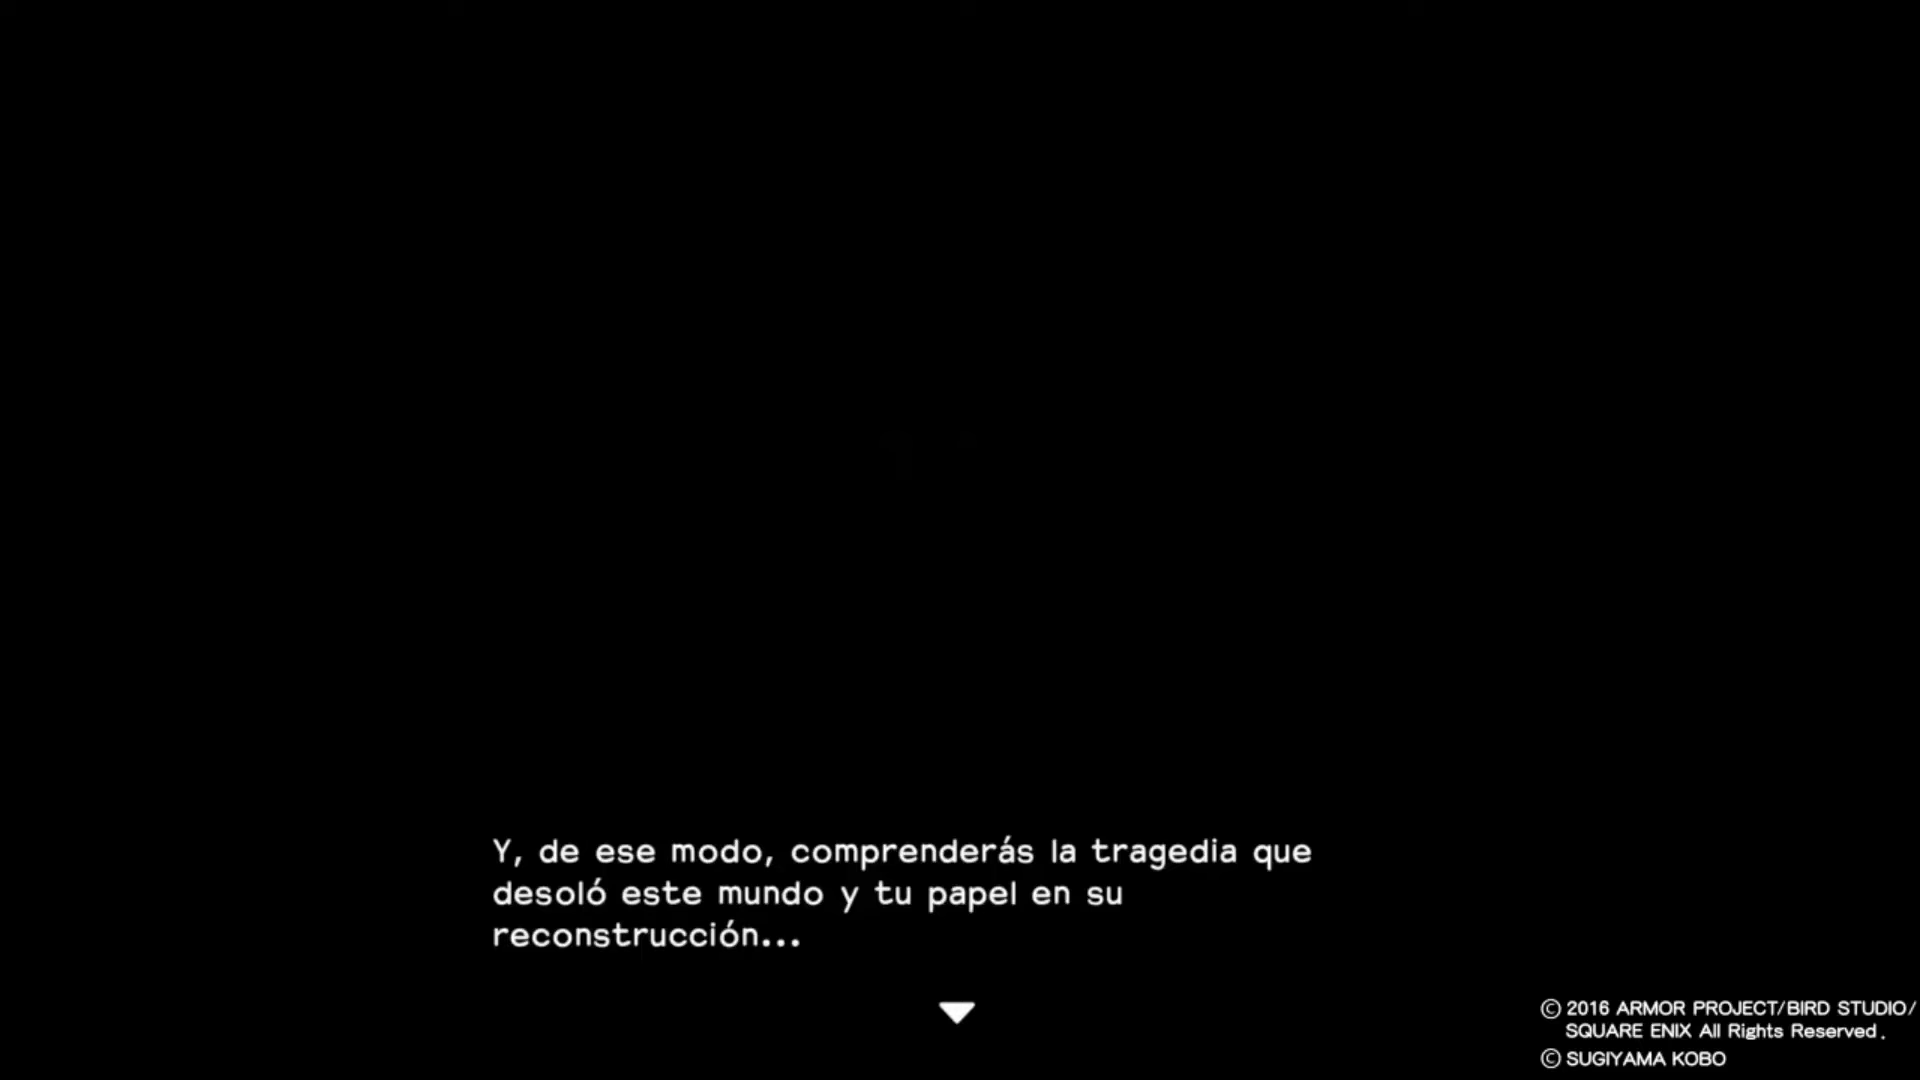 Y, de ese modo, comprenderás la tragedia que
desoló este mundo y tu papel en su
reconstrucción...
© 2016 ARMOR PROJECT/BIRD STUDIO/
SQUARE ENIX All Rights Reserved.
© SUGIYAMA KOBO